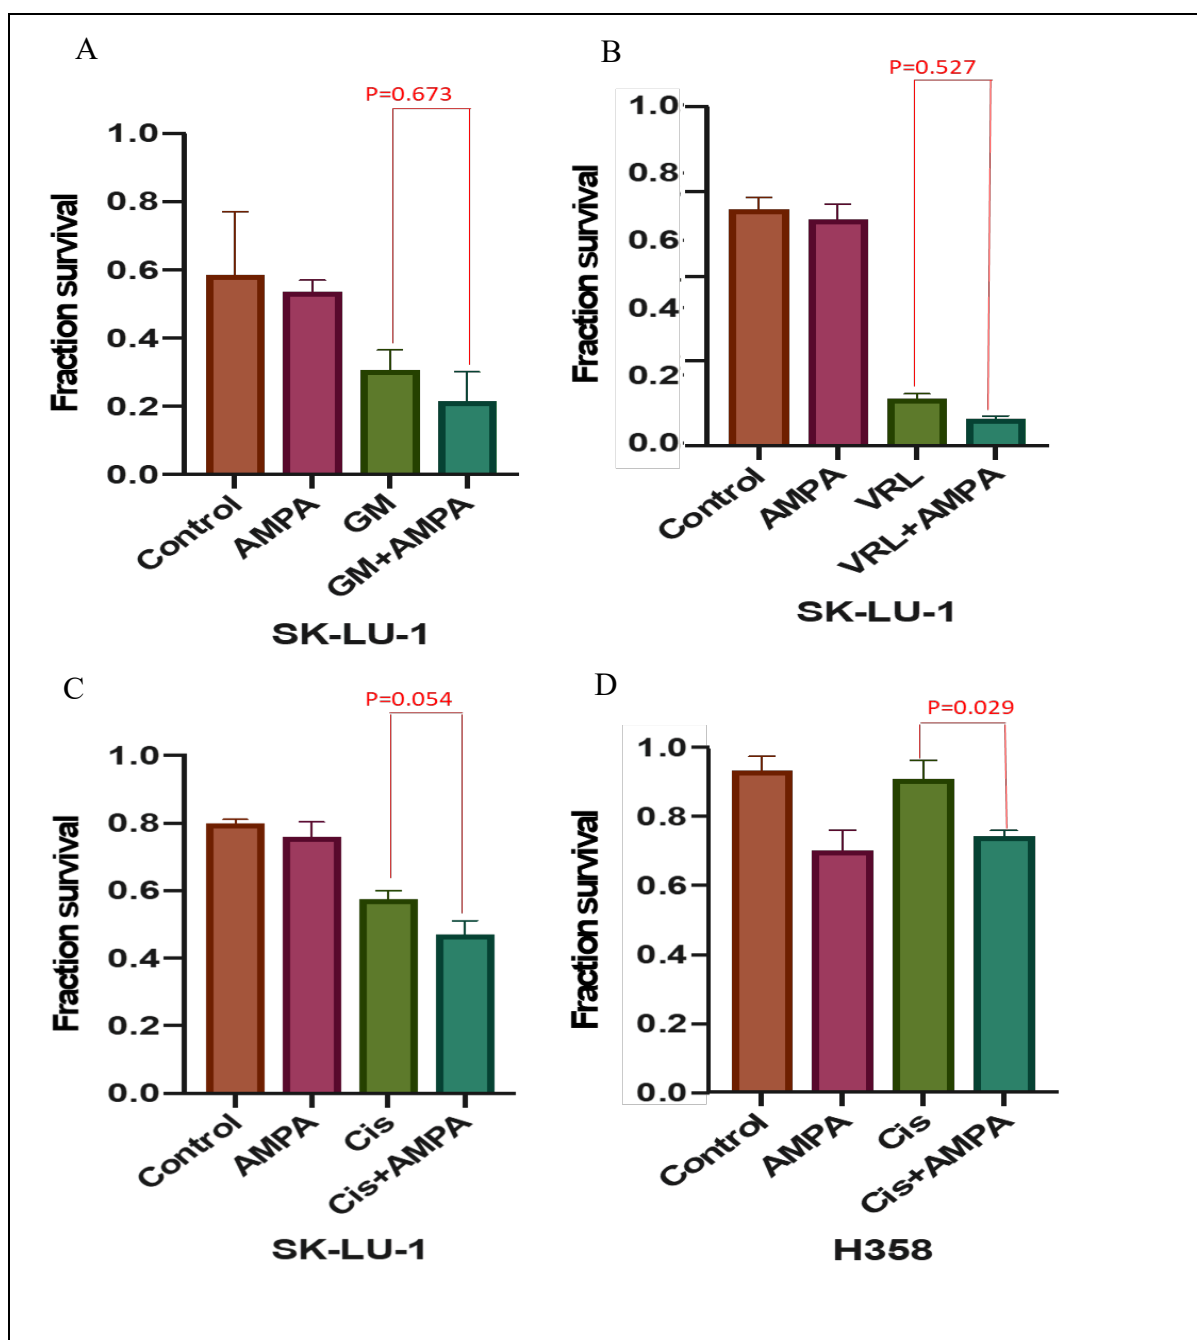 A
P=0.673
1.0
0.8
0.6
0.4
0.2
0.0
Fraction survival
Control
AMPA
GM
GM+AMPA
SK-LU-1
B
P=0.527
1.0
0.8
0.6
0.4
0.2
0.0
Fraction survival
Control
AMPA
VRL
VRL+AMPA
SK-LU-1
C
P=0.054
1.0
0.8
0.6
0.4
0.2
0.0
Fraction survival
Control
AMPA
Cis
Cis+AMPA
SK-LU-1
D
P=0.029
1.0
0.8
0.6
0.4
0.2
0.0
Fraction survival
Control
AMPA
Cis
Cis+AMPA
H358